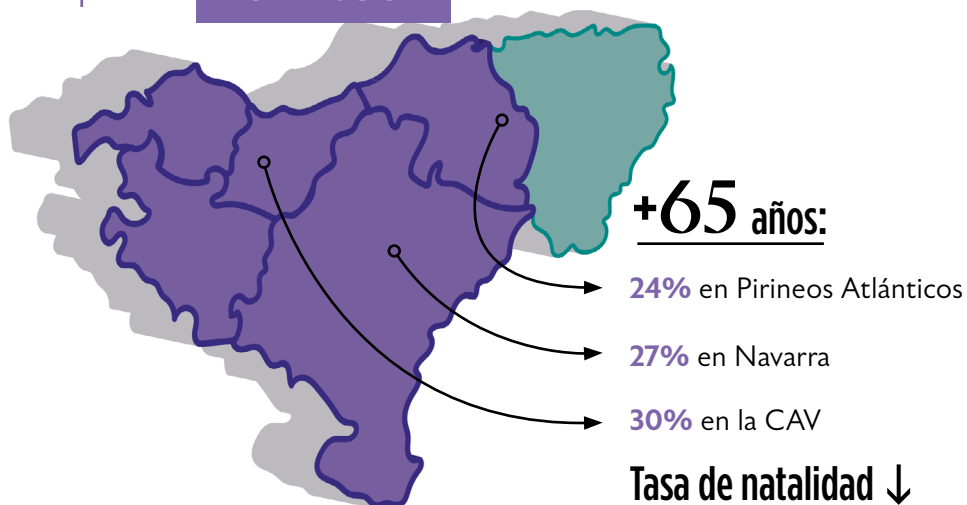 +65 años:
24% en Pirineos Atlánticos
27% en Navarra
30% en la CAV
Tasa de natalidad ↓